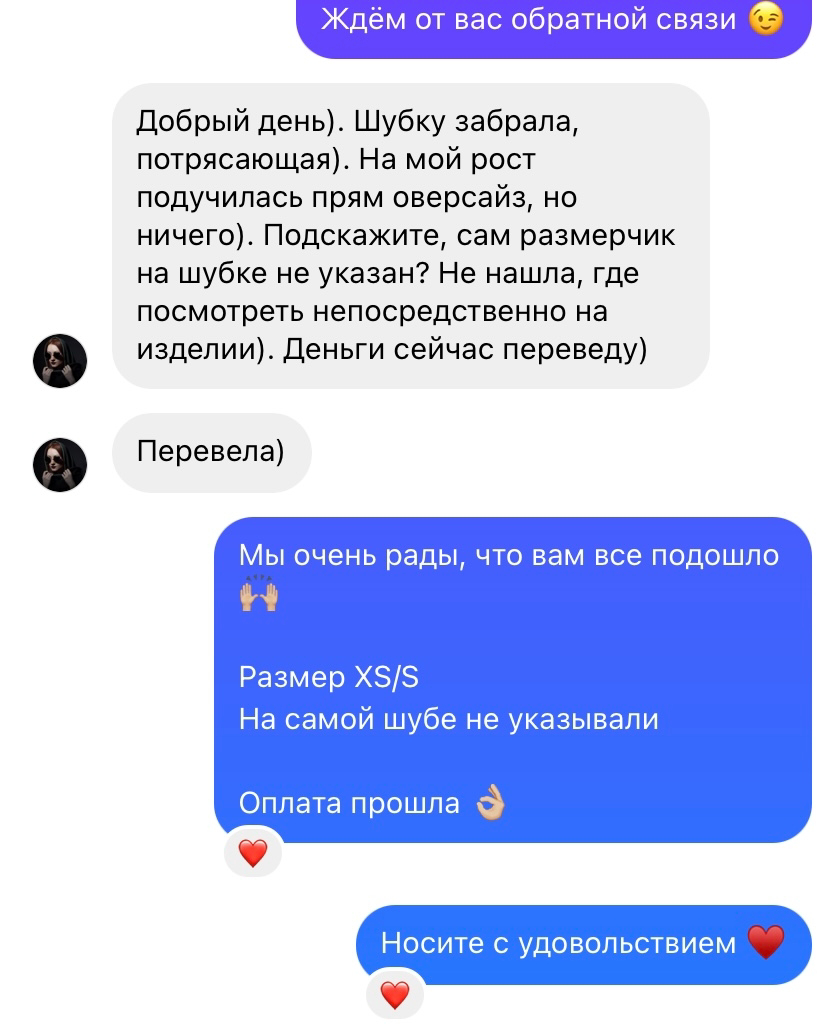 Ждём от вас обратной связи 😉
Добрый день). Шубку забрала,
потрясающая). На мой рост
подучилась прям оверсайз, но
ничего). Подскажите, сам размерчик
на шубке не указан? Не нашла, где
посмотреть непосредственно на
изделии). Деньги сейчас переведу)
Перевела)
Мы очень рады, что вам все подошло
🙌🏼
Размер XS/S
На самой шубе не указывали
Оплата прошла 👌🏼
Носите с удовольствием ♥️